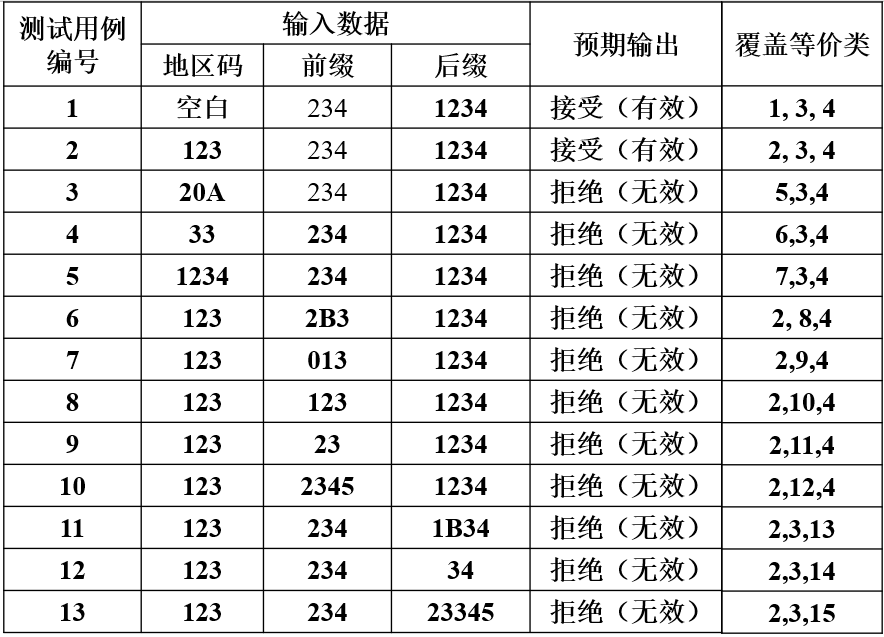 测试用例编号 输入数据 预期输出 覆盖等价类
地区码 前缀 后缀
1 空白 234 1234 接受（有效） 1, 3, 4
2 123 234 1234 接受（有效） 2, 3, 4
3 20A 234 1234 拒绝（无效） 5,3,4
4 33 234 1234 拒绝（无效） 6,3,4
5 1234 234 1234 拒绝（无效） 7,3,4
6 123 2B3 1234 拒绝（无效） 2, 8,4
7 123 013 1234 拒绝（无效） 2,9,4
8 123 123 1234 拒绝（无效） 2,10,4
9 123 23 1234 拒绝（无效） 2,11,4
10 123 2345 1234 拒绝（无效） 2,12,4
11 123 234 1B34 拒绝（无效） 2,3,13
12 123 234 34 拒绝（无效） 2,3,14
13 123 234 23345 拒绝（无效） 2,3,15